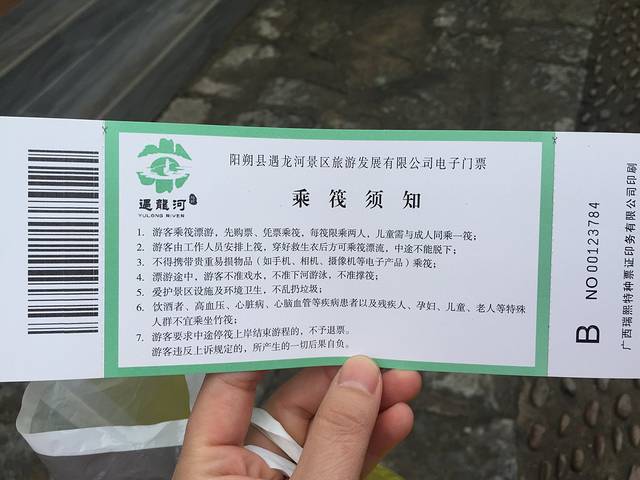 阳朔县遇龙河景区旅游发展有限公司电子门票
遇龍河
YULONG RIVER
乘筏须知
1. 游客乘筏漂游，先购票、凭票乘筏，每筏限乘两人，儿童需与成人同乘一筏；
2. 游客由工作人员安排上筏，穿好救生衣后方可乘筏漂流，中途不能脱下；
3. 不得携带贵重易损物品（如手机、相机、摄像机等电子产品）乘筏；
4. 漂游途中，游客不准戏水，不准下河游泳，不准撑筏；
5. 爱护景区设施及环境卫生，不乱扔垃圾；
6. 饮酒者、高血压、心脏病、心脑血管等疾病患者以及残疾人、孕妇、儿童、老人等特殊
人群不宜乘坐竹筏；
7. 游客要求中途停筏上岸结束游程的，不予退票。
游客违反上诉规定的，所产生的一切后果自负。
B NO 00123784
广西瑞熙特种票证印务有限公司印刷